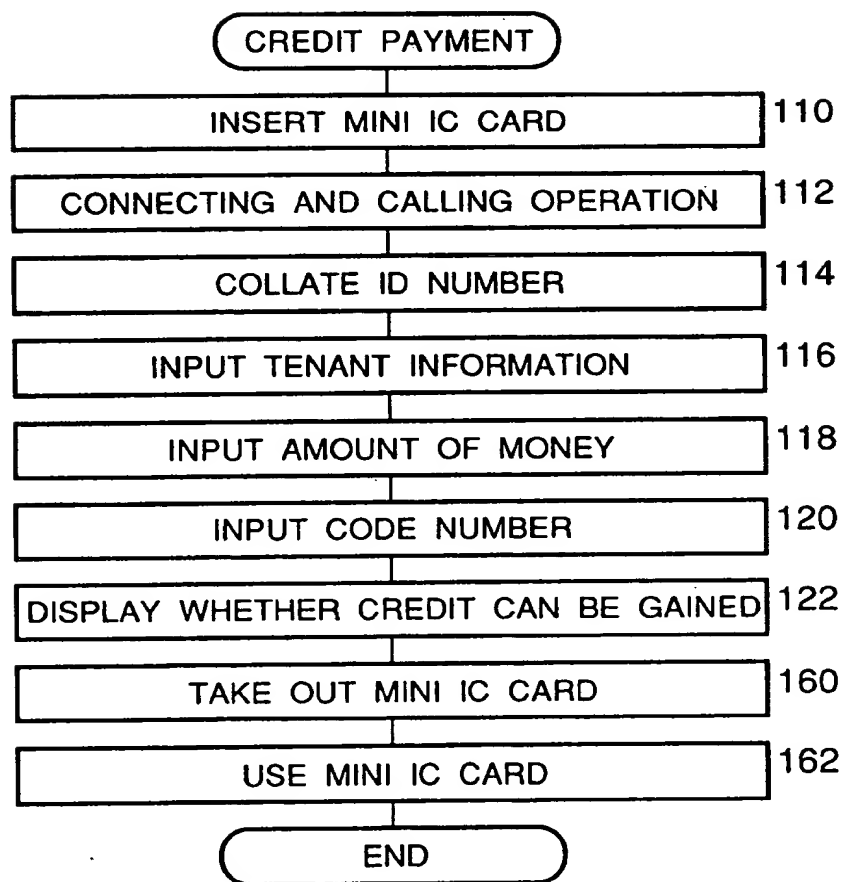 CREDIT PAYMENT
INSERT MINI IC CARD 110
CONNECTING AND CALLING OPERATION 112
COLLATE ID NUMBER 114
INPUT TENANT INFORMATION 116
INPUT AMOUNT OF MONEY 118
INPUT CODE NUMBER 120
DISPLAY WHETHER CREDIT CAN BE GAINED 122
TAKE OUT MINI IC CARD 160
USE MINI IC CARD 162
END